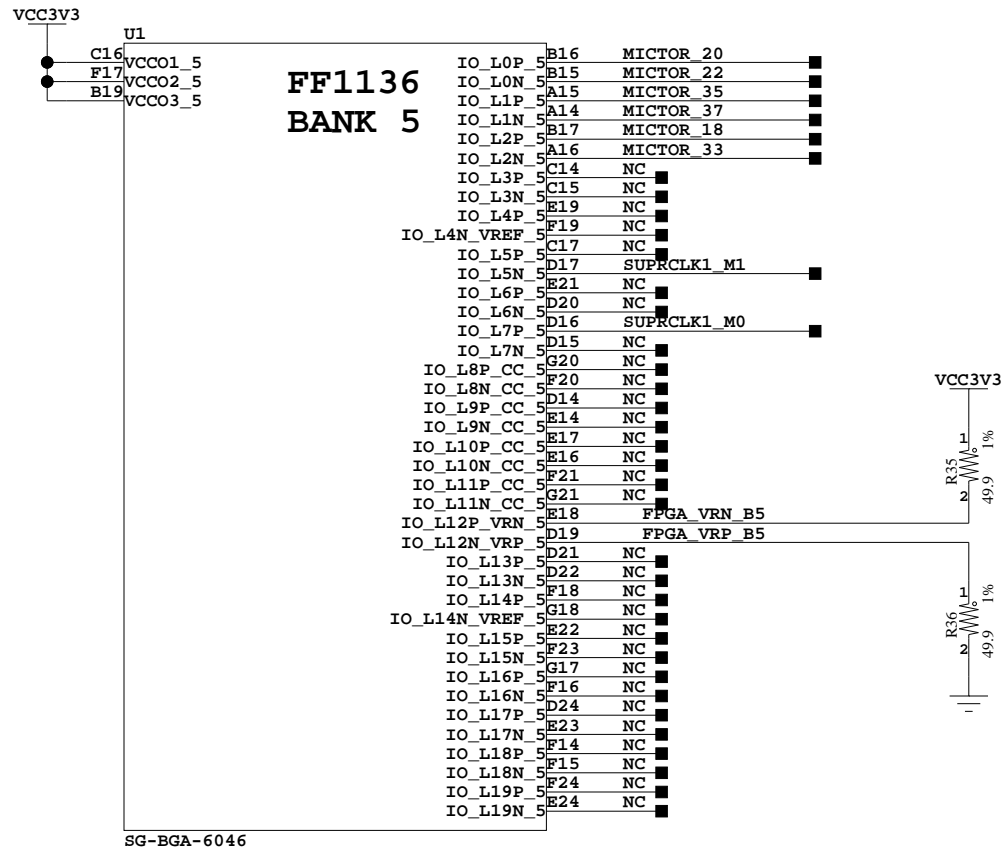 VCC3V3
U1
C16 VCCO1_5
F17 VCCO2_5
B19 VCCO3_5
FF1136
BANK 5
IO_L0P_5 B16 MICTOR_20
IO_L0N_5 B15 MICTOR_22
IO_L1P_5 A15 MICTOR_35
IO_L1N_5 A14 MICTOR_37
IO_L2P_5 B17 MICTOR_18
IO_L2N_5 A16 MICTOR_33
IO_L3P_5 C14 NC
IO_L3N_5 C15 NC
IO_L4P_5 E19 NC
IO_L4N_VREF_5 F19 NC
IO_L5P_5 C17 NC
IO_L5N_5 D17 SUPRCLK1_M1
IO_L6P_5 E21 NC
IO_L6N_5 D20 NC
IO_L7P_5 D16 SUPRCLK1_M0
IO_L7N_5 D15 NC
IO_L8P_CC_5 G20 NC
IO_L8N_CC_5 F20 NC
IO_L9P_CC_5 D14 NC
IO_L9N_CC_5 E14 NC
IO_L10P_CC_5 E17 NC
IO_L10N_CC_5 E16 NC
IO_L11P_CC_5 F21 NC
IO_L11N_CC_5 G21 NC
IO_L12P_VRN_5 E18 FPGA_VRN_B5
IO_L12N_VRP_5 D19 FPGA_VRP_B5
IO_L13P_5 D21 NC
IO_L13N_5 D22 NC
IO_L14P_5 F18 NC
IO_L14N_VREF_5 G18 NC
IO_L15P_5 E22 NC
IO_L15N_5 F23 NC
IO_L16P_5 G17 NC
IO_L16N_5 F16 NC
IO_L17P_5 D24 NC
IO_L17N_5 E23 NC
IO_L18P_5 F14 NC
IO_L18N_5 F15 NC
IO_L19P_5 F24 NC
IO_L19N_5 E24 NC
SG-BGA-6046
VCC3V3
1 1%
R35
2 49.9
1 1%
R36
2 49.9